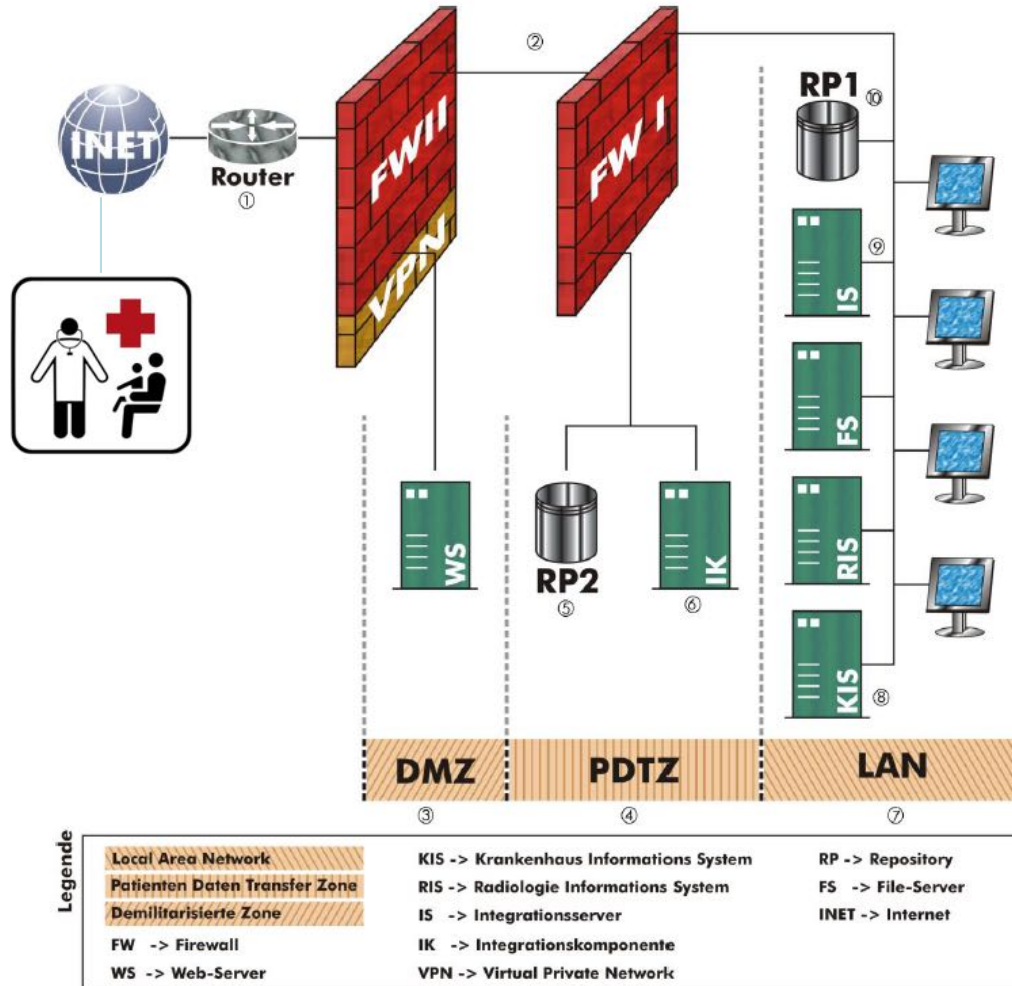 ②
RP1 ⑩
INET
Router
①
FWII
VPN
FW I
IS
⑨
FS
RIS
KIS
⑧
WS
RP2
⑤
IK
⑥
DMZ
PDTZ
LAN
③
④
⑦
Legende
Local Area Network
Patienten Daten Transfer Zone
Demilitarisierte Zone
FW -> Firewall
WS -> Web-Server
KIS -> Krankenhaus Informations System
RIS -> Radiologie Informations System
IS -> Integrationsserver
IK -> Integrationskomponente
VPN -> Virtual Private Network
RP -> Repository
FS -> File-Server
INET -> Internet